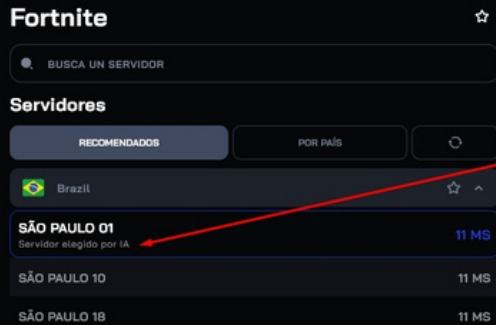 Fortnite
BUSCA UN SERVIDOR
Servidores
RECOMENDADOS POR PAÍS
Brazil
SÃO PAULO 01 11 MS
Servidor elegido por IA
SÃO PAULO 10 11 MS
SÃO PAULO 18 11 MS